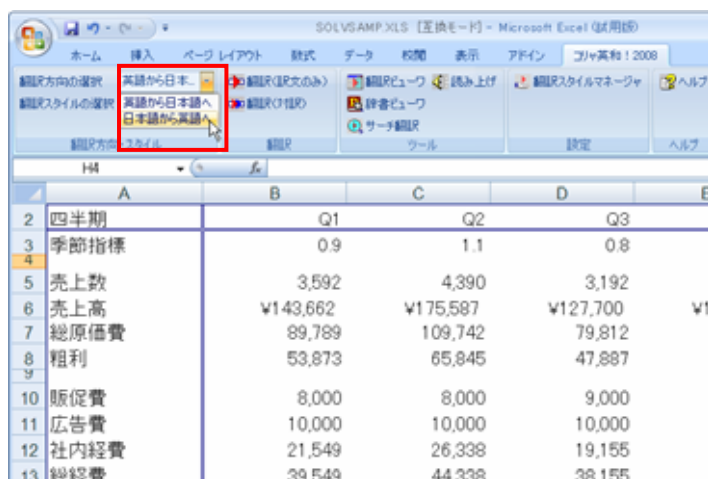 SOLVSAMP.XLS [互換モード] - Microsoft Excel (試用版)
ホーム 挿入 ページ レイアウト 数式 データ 校閲 表示 アドイン コリャ英和！2008
翻訳方向の選択 英語から日本.. 翻訳(訳文のみ) 翻訳ビューワ 読み上げ 翻訳スタイルマネージャ ヘルプ
翻訳スタイルの選択 英語から日本語へ 翻訳(対訳) 辞書ビューワ
日本語から英語へ サーチ翻訳
翻訳方向・スタイル 翻訳 ツール 設定 ヘルプ
H4 fx
A B C D E
2 四半期 Q1 Q2 Q3
3 季節指標 0.9 1.1 0.8
4
5 売上数 3,592 4,390 3,192
6 売上高 ¥143,662 ¥175,587 ¥127,700 ¥1
7 総原価費 89,789 109,742 79,812
8 粗利 53,873 65,845 47,887
9
10 販促費 8,000 8,000 9,000
11 広告費 10,000 10,000 10,000
12 社内経費 21,549 26,338 19,155
13 総経費 39,549 44,338 38,155